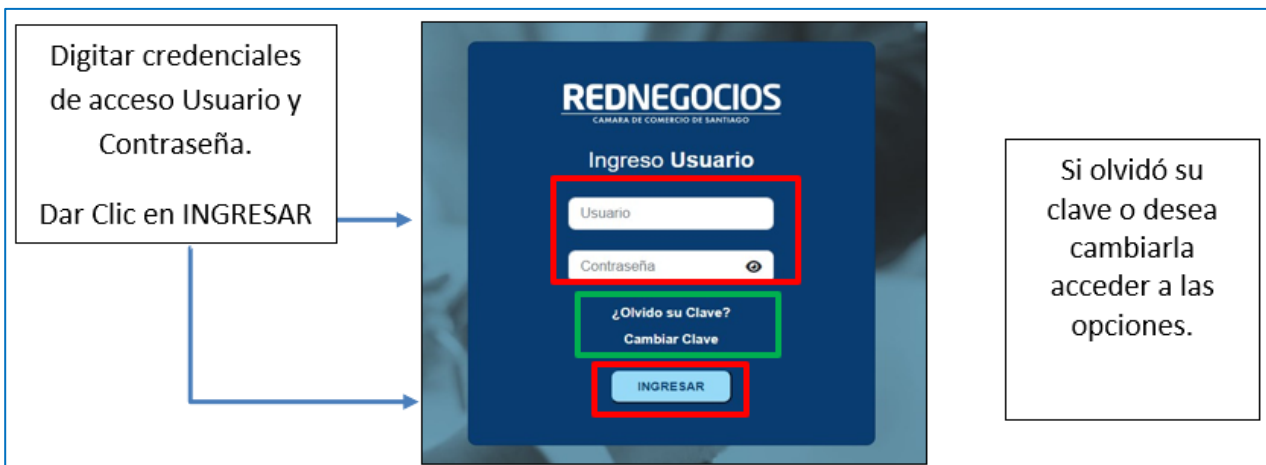 Digitar credenciales
de acceso Usuario y
Contraseña.
Dar Clic en INGRESAR
REDNEGOCIOS
CAMARA DE COMERCIO DE SANTIAGO
Ingreso Usuario
Usuario
Contraseña
¿Olvido su Clave?
Cambiar Clave
INGRESAR
Si olvidó su
clave o desea
cambiarla
acceder a las
opciones.